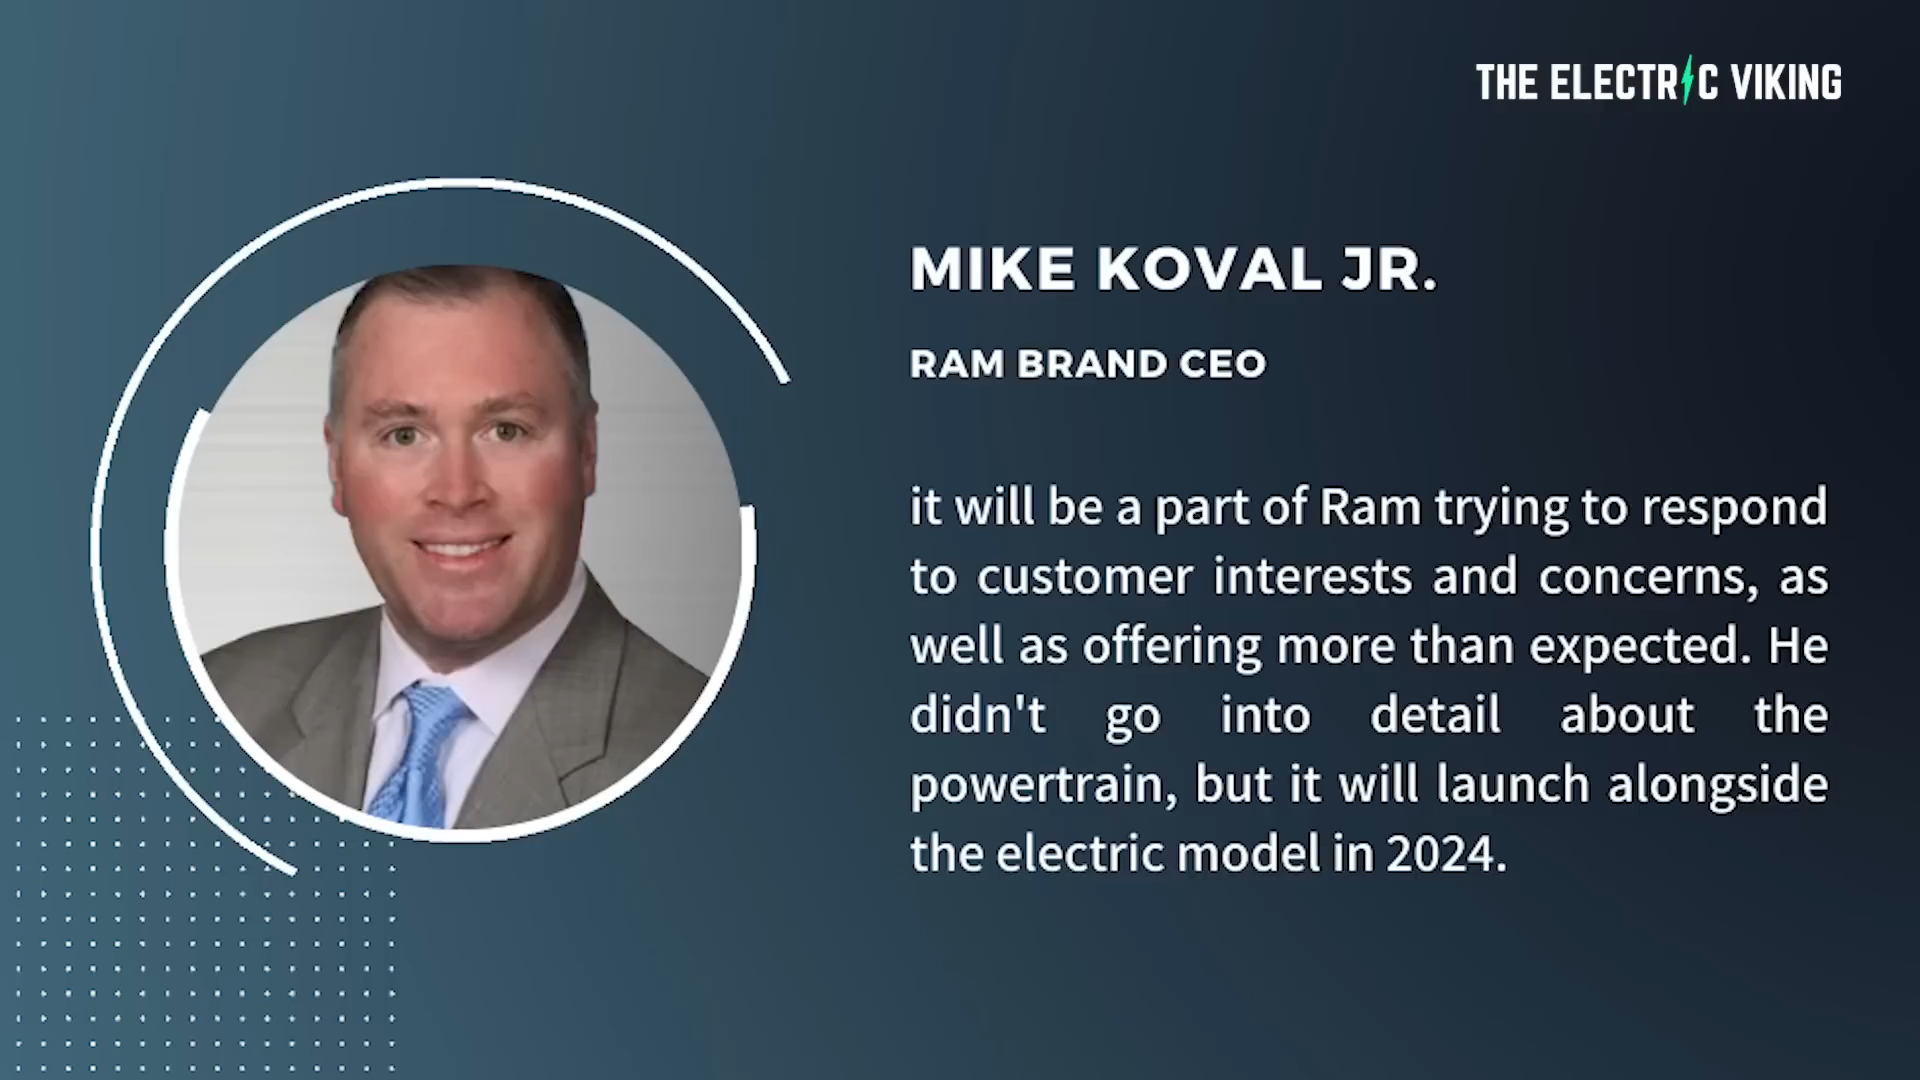 THE ELECTRIC VIKING
MIKE KOVAL JR.
RAM BRAND CEO
it will be a part of Ram trying to respond
to customer interests and concerns, as
well as offering more than expected. He
didn't go into detail about the
powertrain, but it will launch alongside
the electric model in 2024.